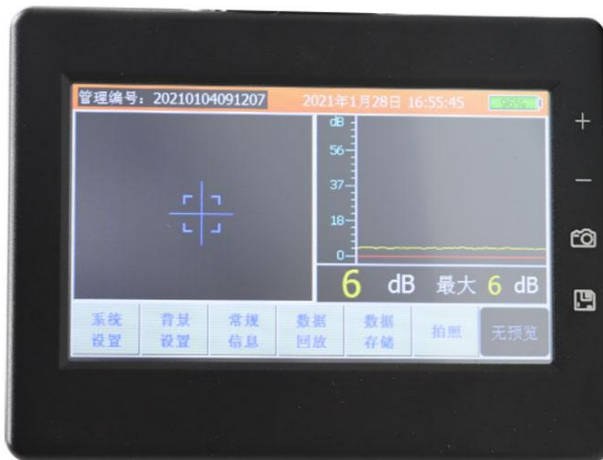 管理编号: 20210104091207 2021年1月28日 16:55:45 96%
dB
56
37
18
0
6 dB 最大 6 dB
系统设置
背景设置
常规信息
数据回放
数据存储
拍照
无预览
+
−